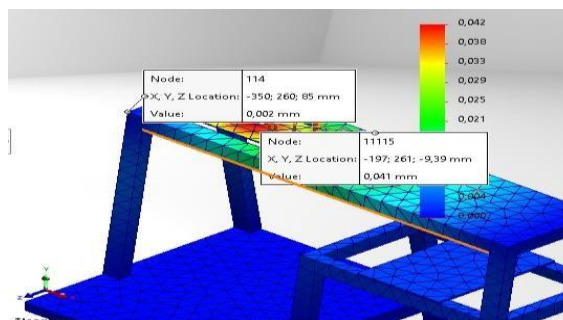 0,042
0,038
0,033
0,029
0,025
0,021
0,004
0,000
Node: 114
X, Y, Z Location: -350; 260; 85 mm
Value: 0,002 mm
Node: 11115
X, Y, Z Location: -197; 261; -9,39 mm
Value: 0,041 mm
Y
Z